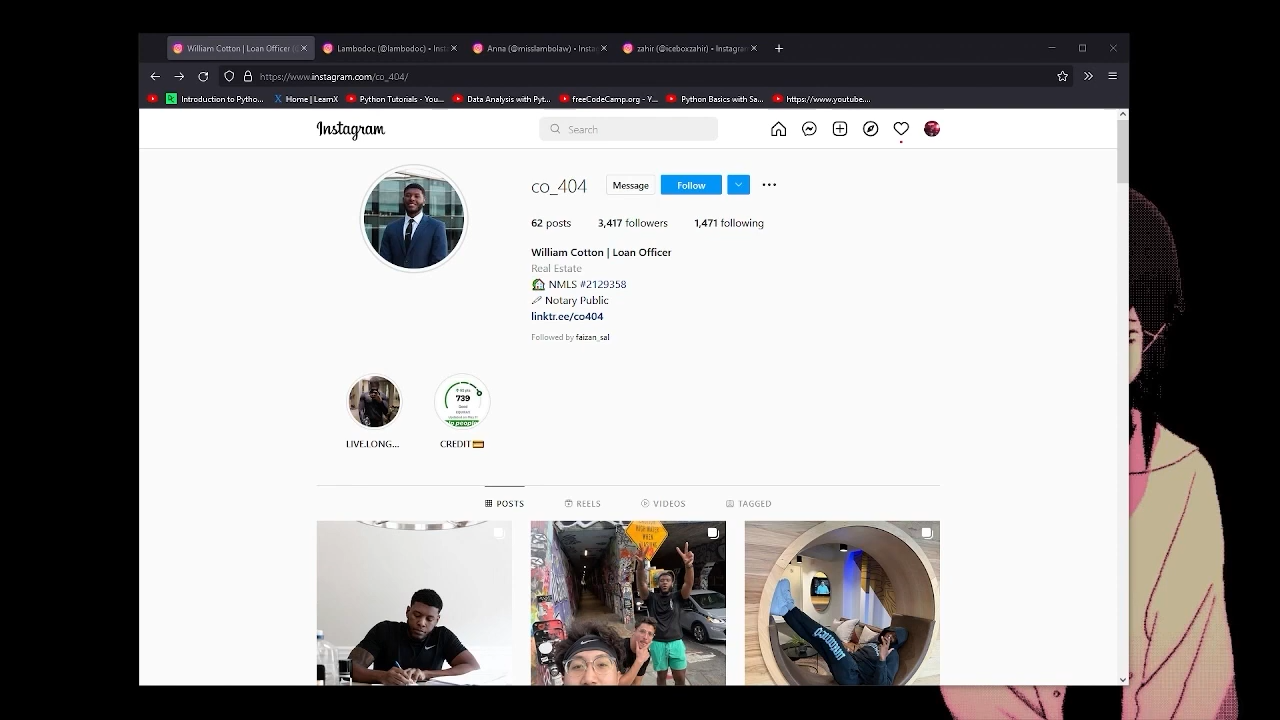 William Cotton | Loan Officer (
Lambodoc (@lambodoc) - Inst
Anna (@misslambolaw) - Insta
zahir (@iceboxzahir) - Instagram
https://www.instagram.com/co_404/
Introduction to Pytho...
Home | LearnX
Python Tutorials - You...
Data Analysis with Pyt...
freeCodeCamp.org - Y...
Python Basics with Sa...
https://www.youtube....
Instagram
Search
co_404
Message
Follow
62 posts
3,417 followers
1,471 following
William Cotton | Loan Officer
Real Estate
NMLS #2129358
Notary Public
linktr.ee/co404
Followed by faizan_sal
739
Good
LIVE.LONG...
CREDIT
POSTS
REELS
VIDEOS
TAGGED